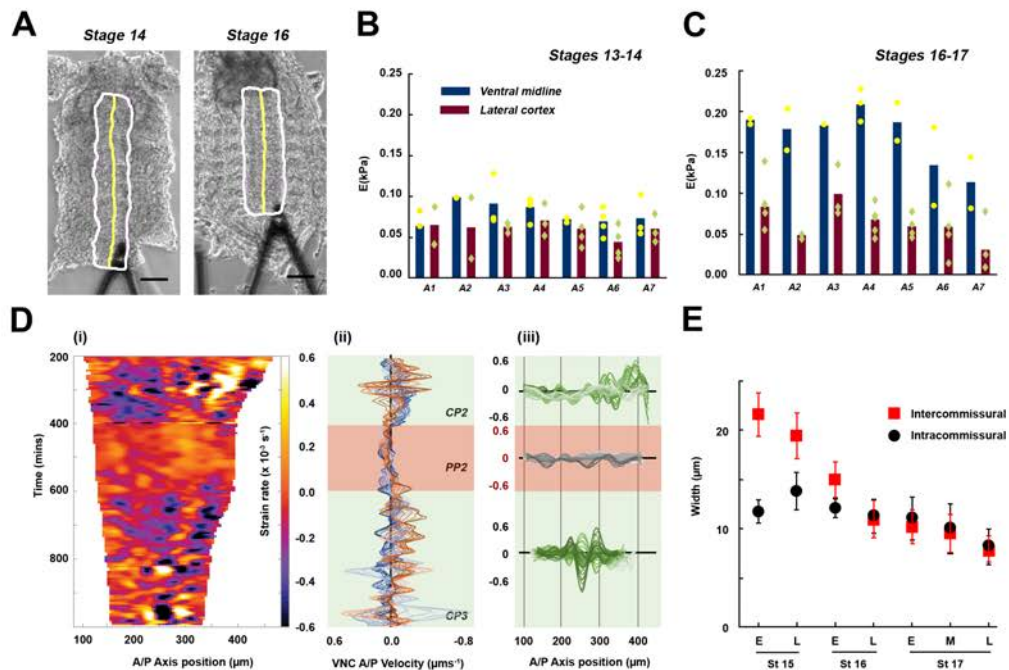 A
Stage 14
Stage 16
B
Stages 13-14
Ventral midline
Lateral cortex
E(kPa)
0.25
0.20
0.15
0.10
0.05
0.00
A1 A2 A3 A4 A5 A6 A7
C
Stages 16-17
E(kPa)
0.25
0.20
0.15
0.10
0.05
0.00
A1 A2 A3 A4 A5 A6 A7
D
(i)
Time (mins)
200
300
400
600
800
100 200 300 400
A/P Axis position (µm)
0.6
0.4
0.2
0.0
-0.2
-0.4
-0.6
Strain rate (x 10⁻³ s⁻¹)
(ii)
CP2
PP2
CP3
0.6 0.0 -0.8
VNC A/P Velocity (µms⁻¹)
(iii)
0.6
0
-0.6
0.6
0
-0.6
0.6
0
-0.6
100 200 300 400
A/P Axis position (µm)
E
Intercommissural
Intracommissural
Width (µm)
20
10
0
E L E L E M L
St 15 St 16 St 17